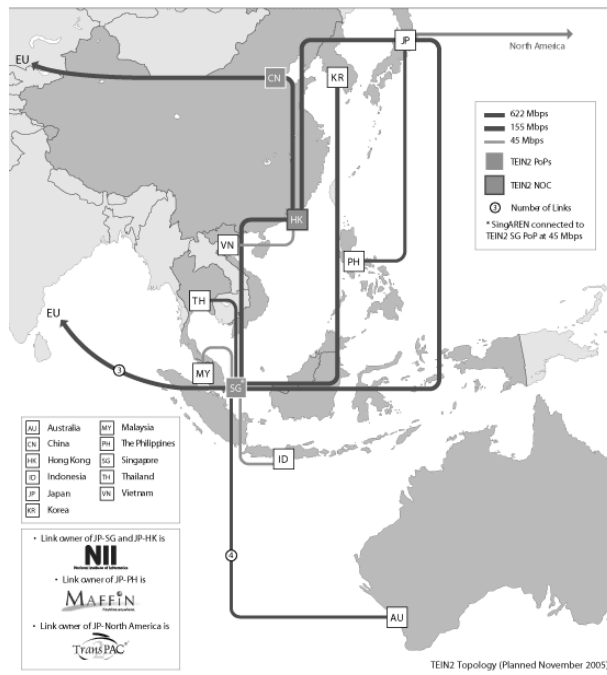 JP
North America
EU
CN
KR
622 Mbps
155 Mbps
45 Mbps
TEIN2 PoPs
TEIN2 NOC
3 Number of Links
* SingAREN connected to
TEIN2 SG PoP at 45 Mbps
HK
VN
PH
TH
EU
3
MY
SG
ID
4
AU
AU Australia
CN China
HK Hong Kong
ID Indonesia
JP Japan
KR Korea
MY Malaysia
PH The Philippines
SG Singapore
TH Thailand
VN Vietnam
• Link owner of JP-SG and JP-HK is
NII
National Institute of Informatics
• Link owner of JP-PH is
MAFFIN
• Link owner of JP-North America is
TransPAC
TEIN2 Topology (Planned November 2005)